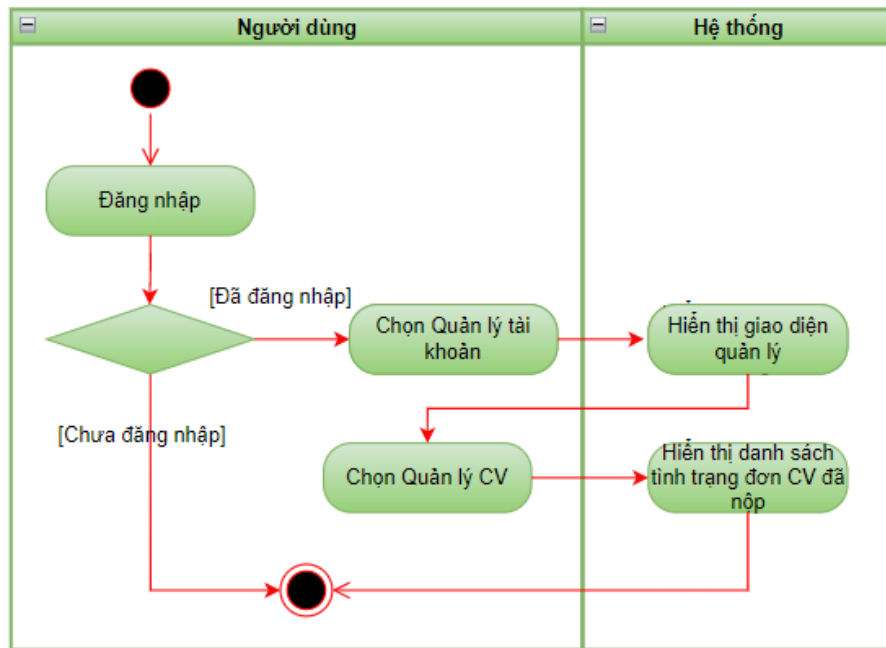 Người dùng
Hệ thống
Đăng nhập
[Đã đăng nhập]
Chọn Quản lý tài
khoản
Hiển thị giao diện
quản lý
[Chưa đăng nhập]
Chọn Quản lý CV
Hiển thị danh sách
tình trạng đơn CV đã
nộp